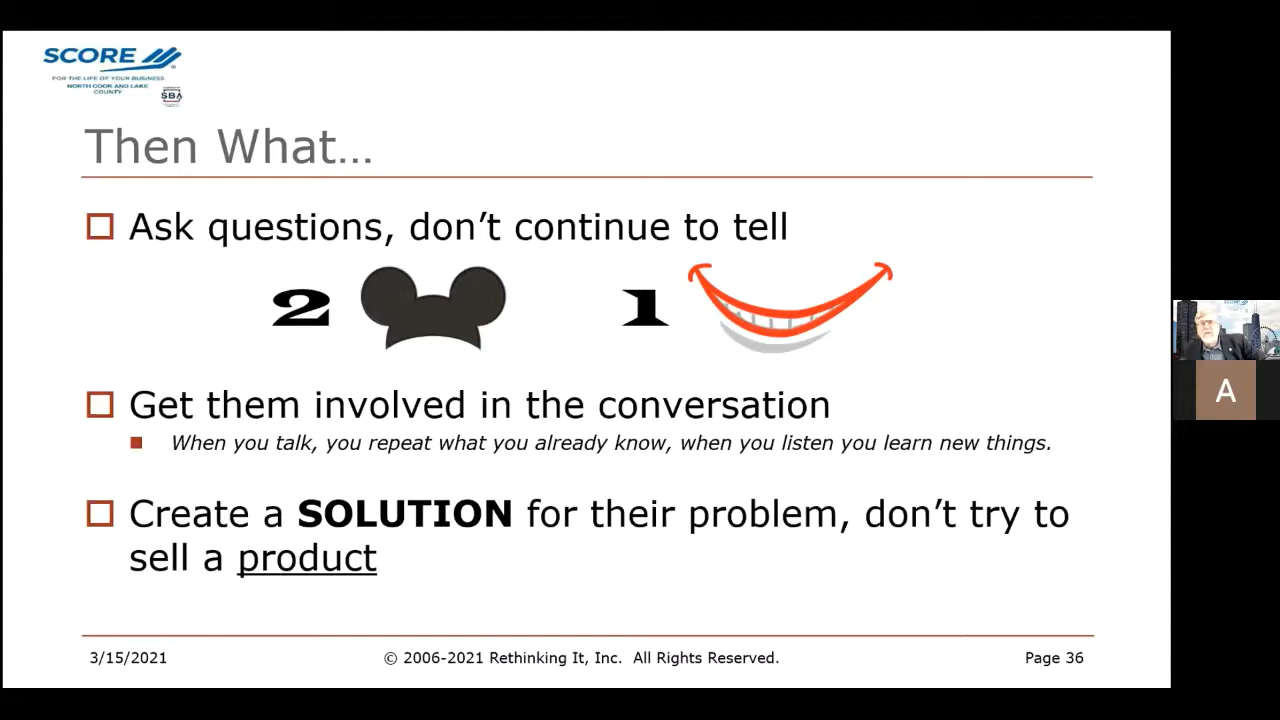 SCORE
FOR THE LIFE OF YOUR BUSINESS
NORTH COOK AND LAKE
COUNTY
SBA
Then What…
Ask questions, don’t continue to tell
2 1
Get them involved in the conversation
When you talk, you repeat what you already know, when you listen you learn new things.
Create a SOLUTION for their problem, don’t try to
sell a product
3/15/2021 © 2006-2021 Rethinking It, Inc. All Rights Reserved. Page 36
A